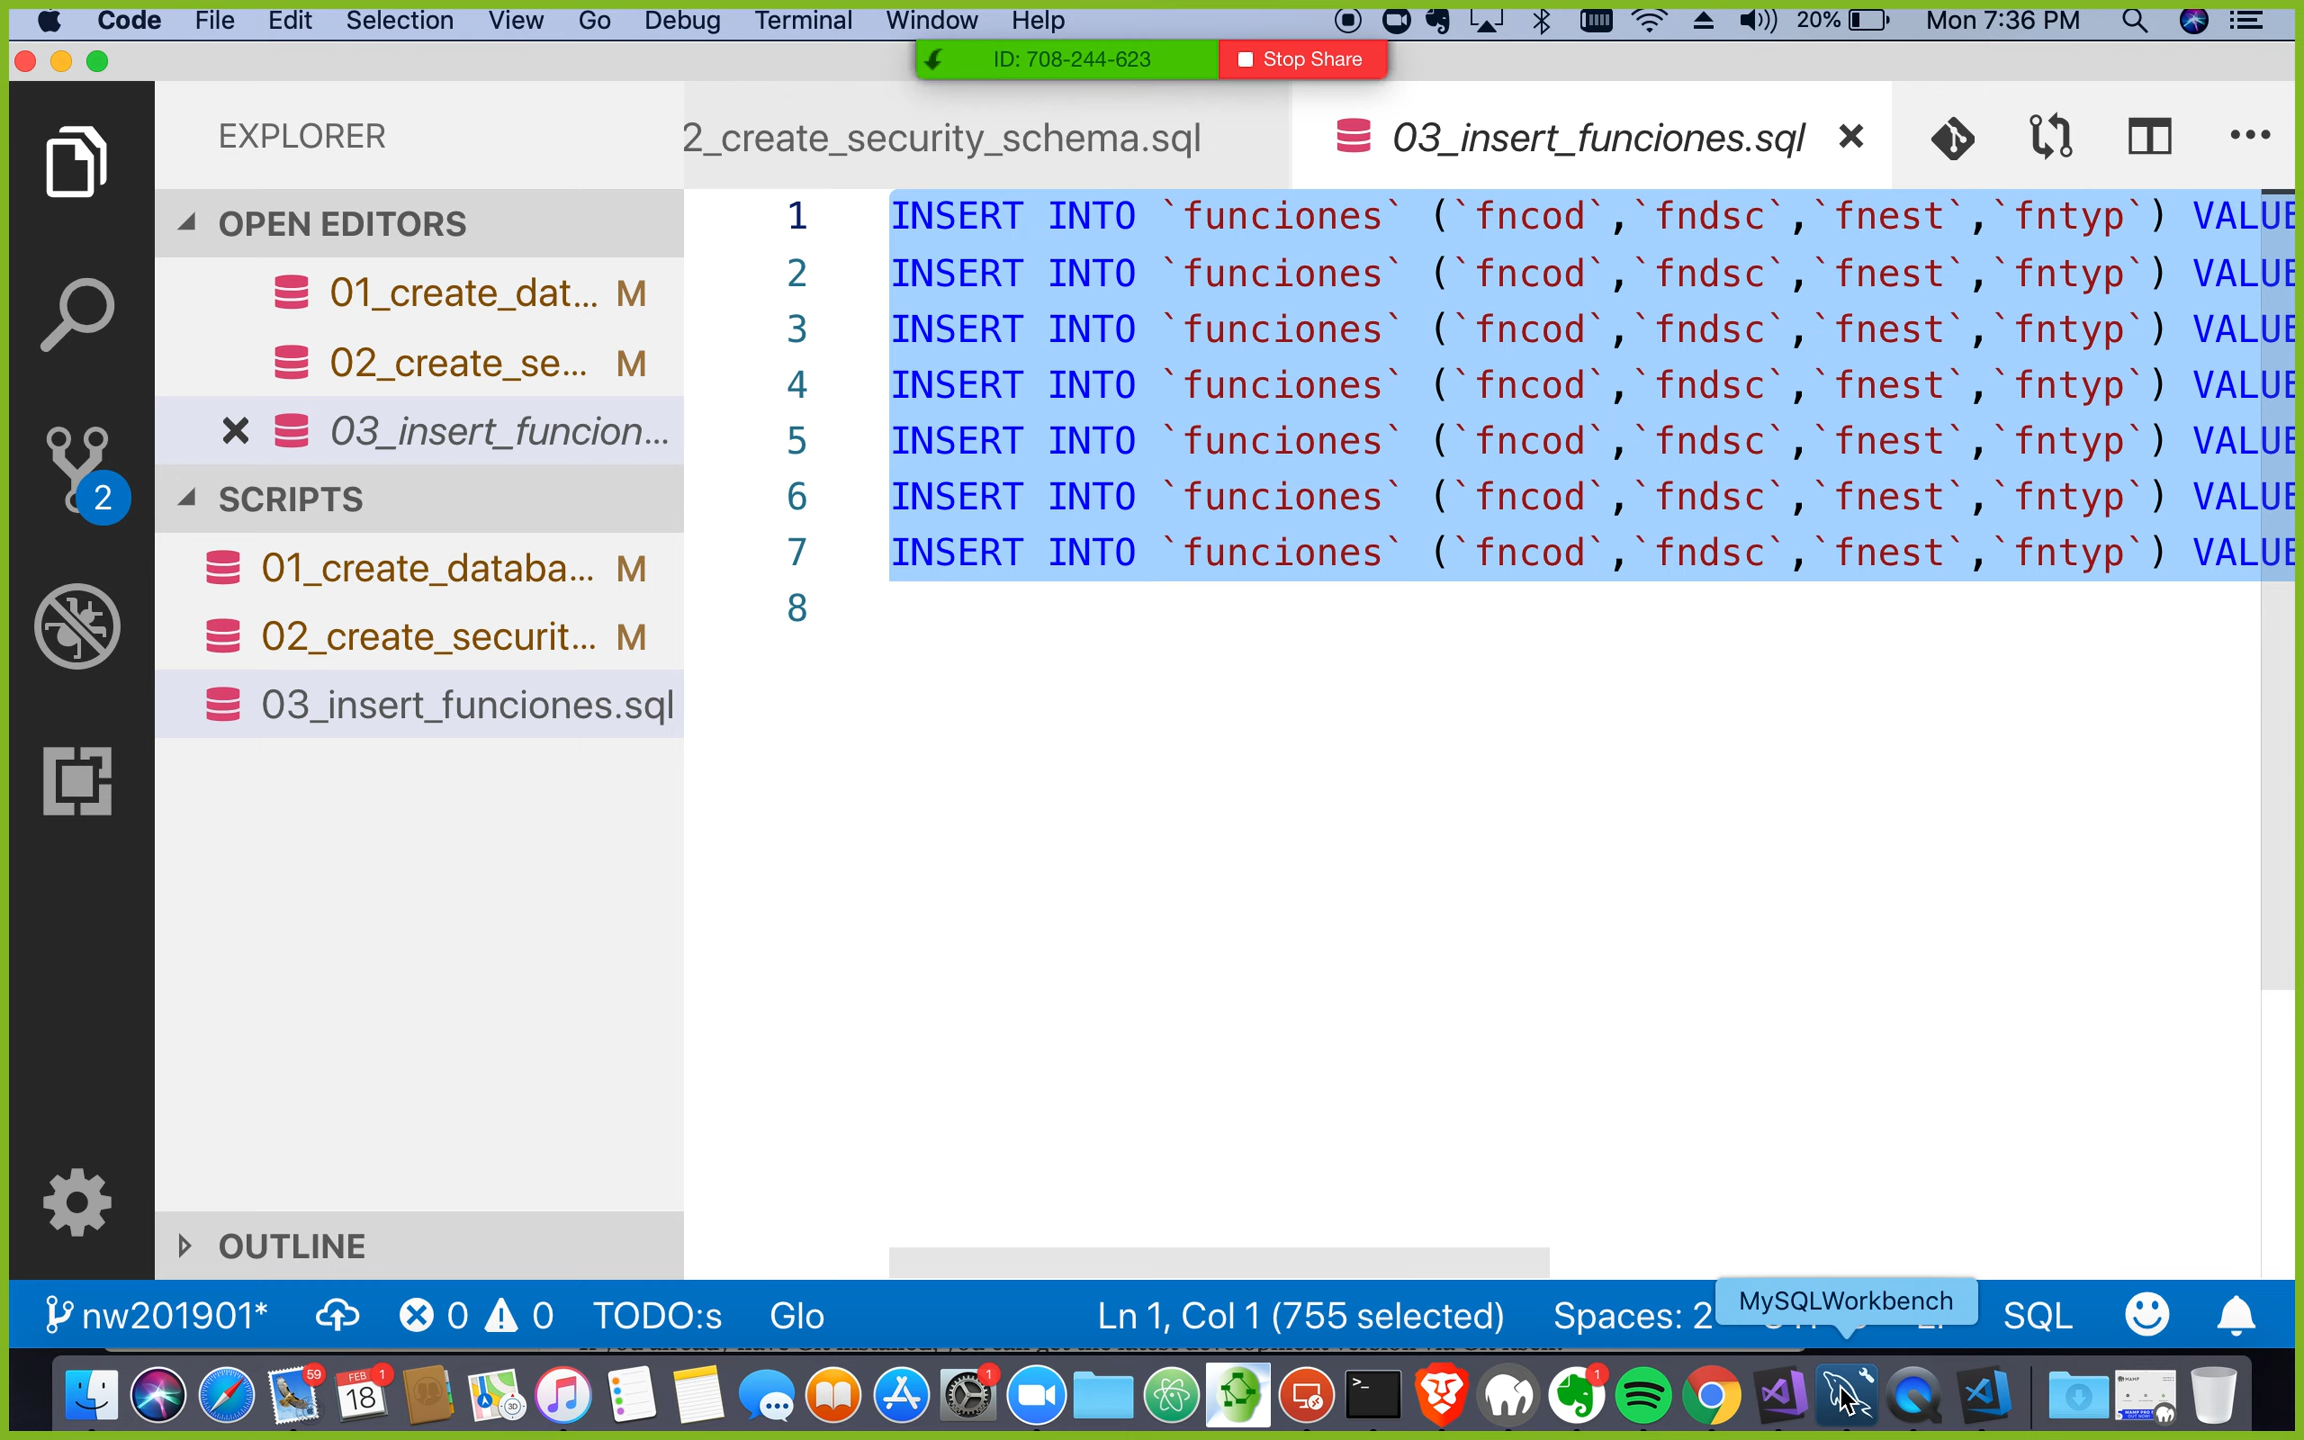 Code File Edit Selection View Go Debug Terminal Window Help 20% Mon 7:36 PM
ID: 708-244-623 Stop Share
EXPLORER
2_create_security_schema.sql 03_insert_funciones.sql
OPEN EDITORS
01_create_dat... M
02_create_se... M
03_insert_funcion...
SCRIPTS
01_create_databa... M
02_create_securit... M
03_insert_funciones.sql
1 INSERT INTO `funciones` (`fncod`,`fndsc`,`fnest`,`fntyp`) VALUE
2 INSERT INTO `funciones` (`fncod`,`fndsc`,`fnest`,`fntyp`) VALUE
3 INSERT INTO `funciones` (`fncod`,`fndsc`,`fnest`,`fntyp`) VALUE
4 INSERT INTO `funciones` (`fncod`,`fndsc`,`fnest`,`fntyp`) VALUE
5 INSERT INTO `funciones` (`fncod`,`fndsc`,`fnest`,`fntyp`) VALUE
6 INSERT INTO `funciones` (`fncod`,`fndsc`,`fnest`,`fntyp`) VALUE
7 INSERT INTO `funciones` (`fncod`,`fndsc`,`fnest`,`fntyp`) VALUE
8
2
OUTLINE
nw201901* 0 0 TODO:s Glo Ln 1, Col 1 (755 selected) Spaces: 2 SQL
MySQLWorkbench
59
FEB 1
18
3D
1
1